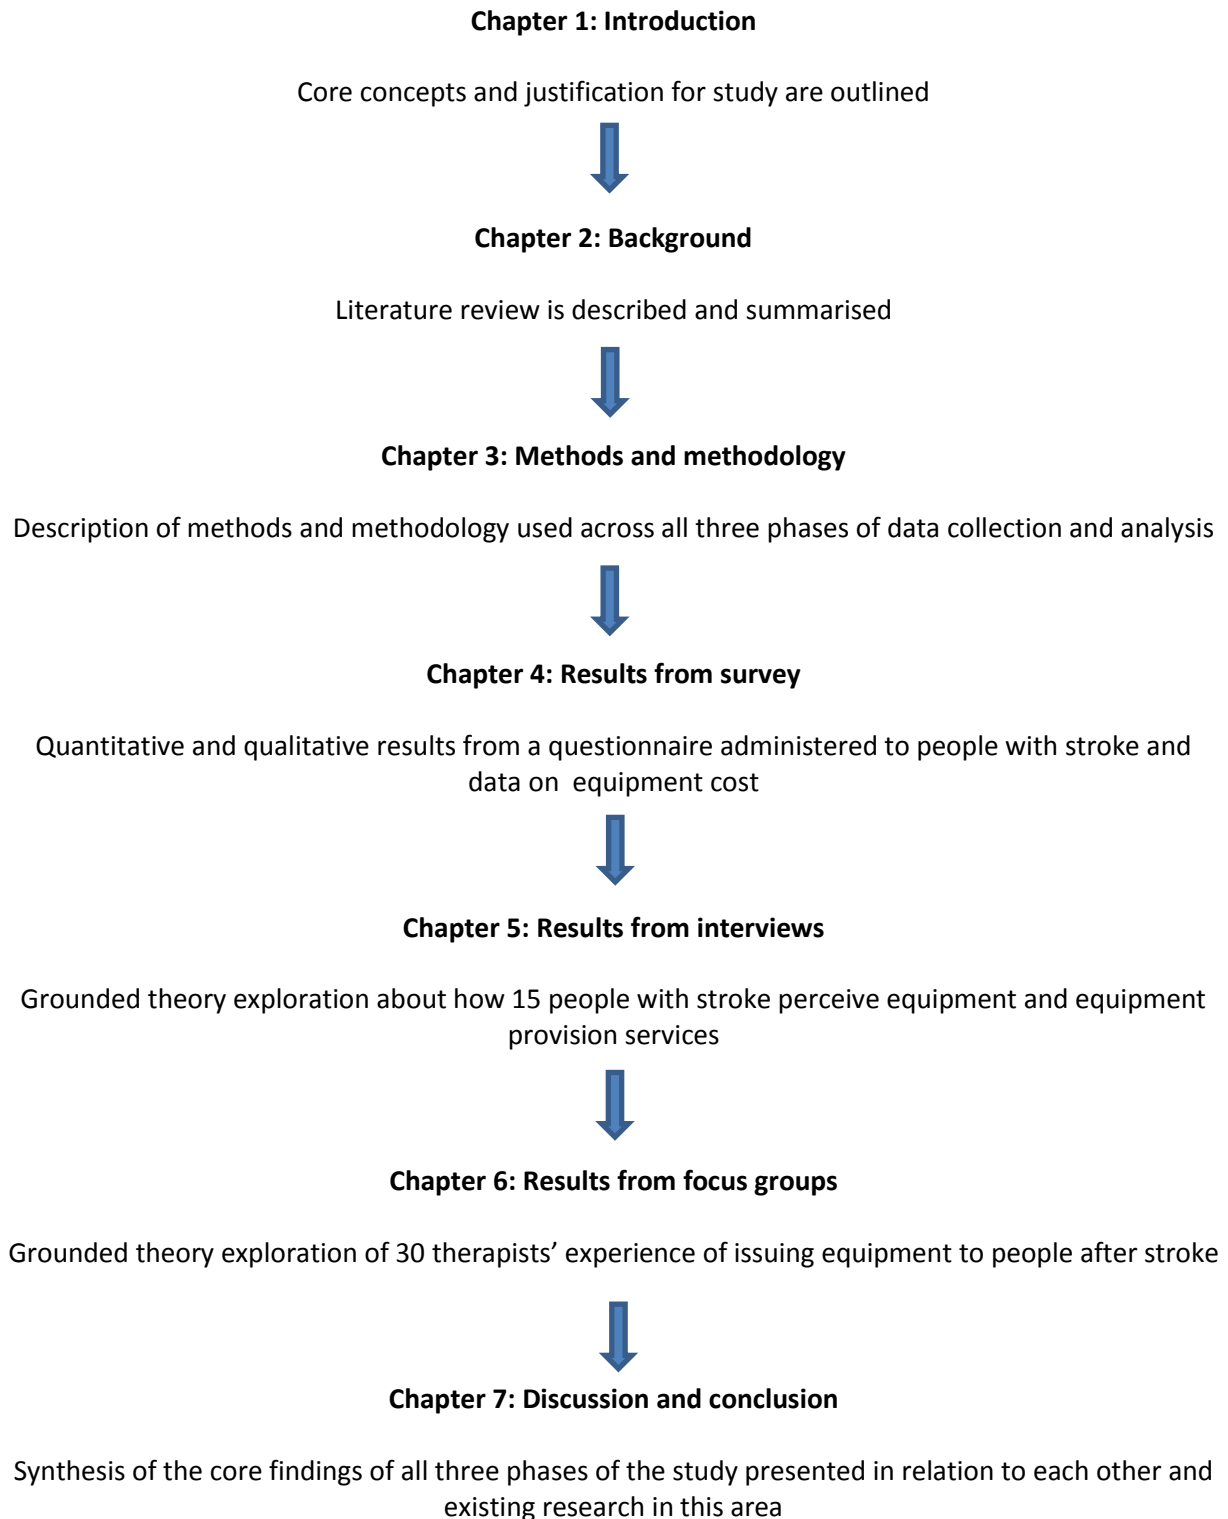 Chapter 1: Introduction
Core concepts and justification for study are outlined
Chapter 2: Background
Literature review is described and summarised
Chapter 3: Methods and methodology
Description of methods and methodology used across all three phases of data collection and analysis
Chapter 4: Results from survey
Quantitative and qualitative results from a questionnaire administered to people with stroke and
data on  equipment cost
Chapter 5: Results from interviews
Grounded theory exploration about how 15 people with stroke perceive equipment and equipment
provision services
Chapter 6: Results from focus groups
Grounded theory exploration of 30 therapists’ experience of issuing equipment to people after stroke
Chapter 7: Discussion and conclusion
Synthesis of the core findings of all three phases of the study presented in relation to each other and
existing research in this area